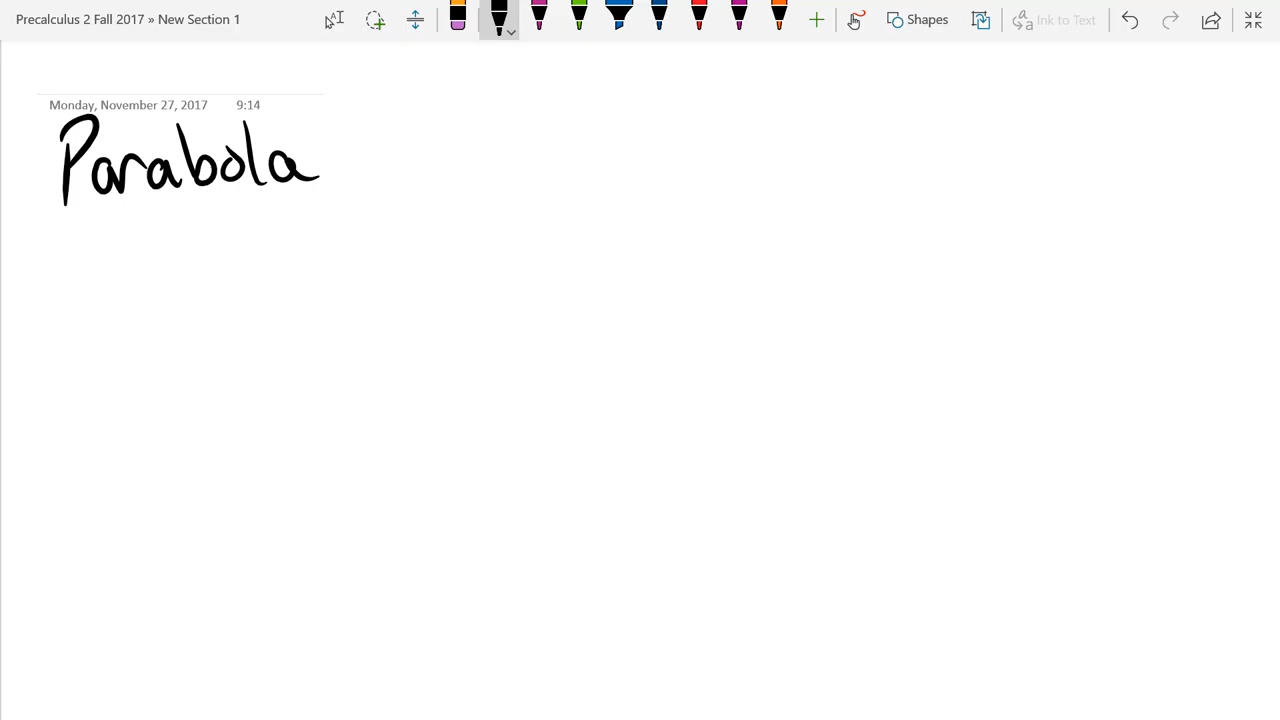 Precalculus 2 Fall 2017 » New Section 1
Shapes
Ink to Text
Monday, November 27, 2017 9:14
Parabola